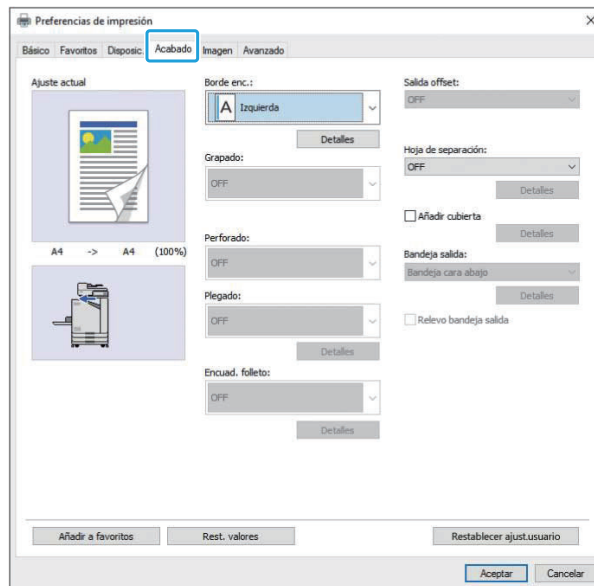 Preferencias de impresión
Básico Favoritos Disposic. Acabado Imagen Avanzado
Ajuste actual
A4 -> A4 (100%)
Borde enc.:
A Izquierda
Detalles
Grapado:
OFF
Perforado:
OFF
Plegado:
OFF
Detalles
Encuad. folleto:
OFF
Detalles
Salida offset:
OFF
Hoja de separación:
OFF
Detalles
Añadir cubierta
Detalles
Bandeja salida:
Bandeja cara abajo
Detalles
Relevo bandeja salida
Añadir a favoritos Rest. valores Restablecer ajust.usuario
Aceptar Cancelar